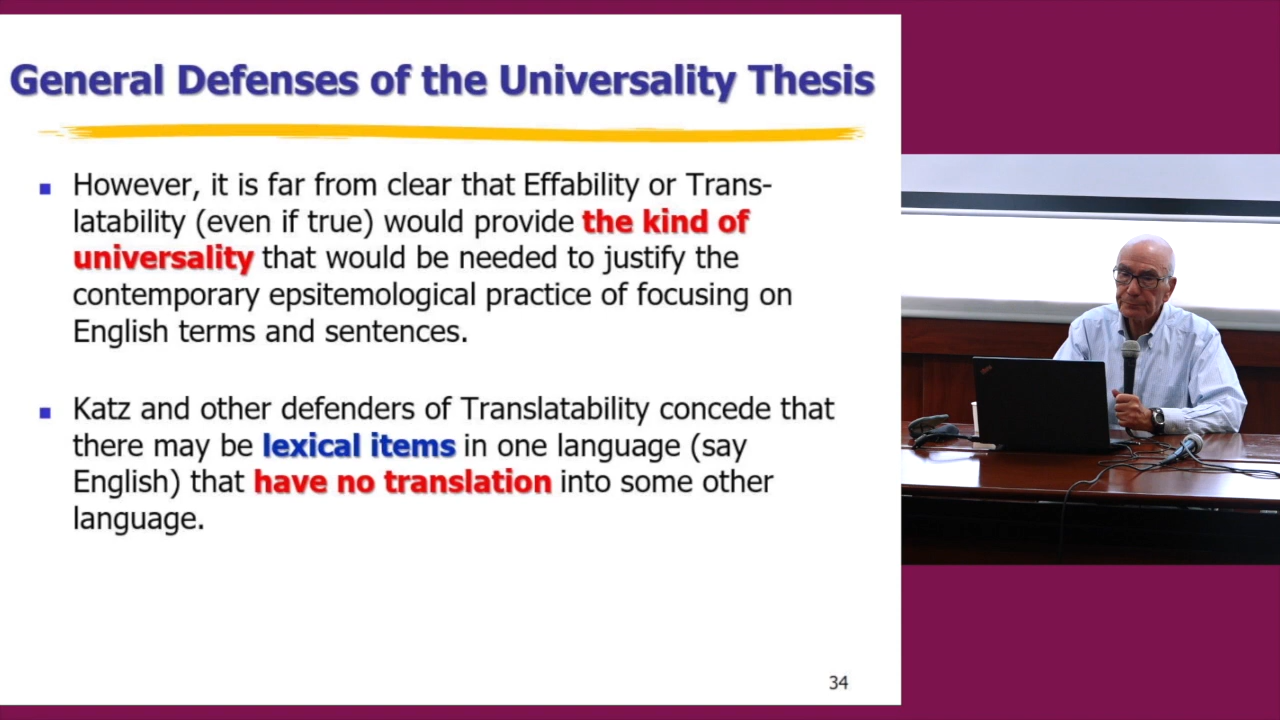 General Defenses of the Universality Thesis
However, it is far from clear that Effability or Trans-
latability (even if true) would provide the kind of
universality that would be needed to justify the
contemporary epsitemological practice of focusing on
English terms and sentences.
Katz and other defenders of Translatability concede that
there may be lexical items in one language (say
English) that have no translation into some other
language.
34